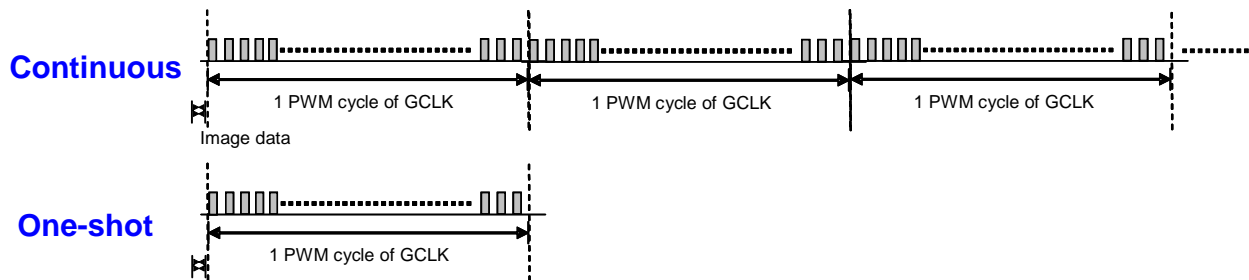 Continuous
1 PWM cycle of GCLK
1 PWM cycle of GCLK
1 PWM cycle of GCLK
Image data
One-shot
1 PWM cycle of GCLK